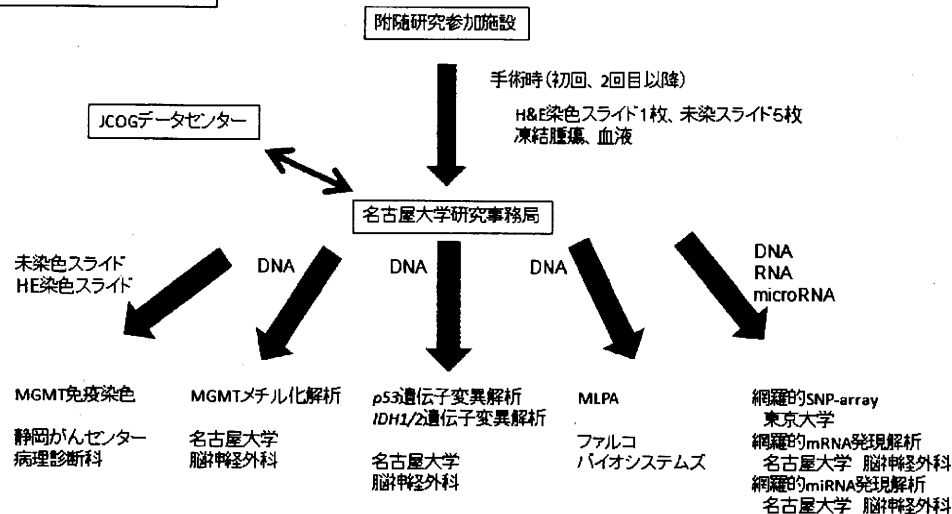 附随研究参加施設
手術時(初回、2回目以降)
H&E染色スライド1枚、未染スライド5枚
凍結腫瘍、血液
JCOGデータセンター
名古屋大学研究事務局
未染色スライド
HE染色スライド
DNA
DNA
DNA
DNA
RNA
microRNA
MGMT免疫染色
静岡がんセンター
病理診断科
MGMTメチル化解析
名古屋大学
脳神経外科
p53遺伝子変異解析
IDH1/2遺伝子変異解析
名古屋大学
脳神経外科
MLPA
ファルコ
バイオシステムズ
網羅的SNP-array
東京大学
網羅的mRNA発現解析
名古屋大学 脳神経外科
網羅的miRNA発現解析
名古屋大学 脳神経外科